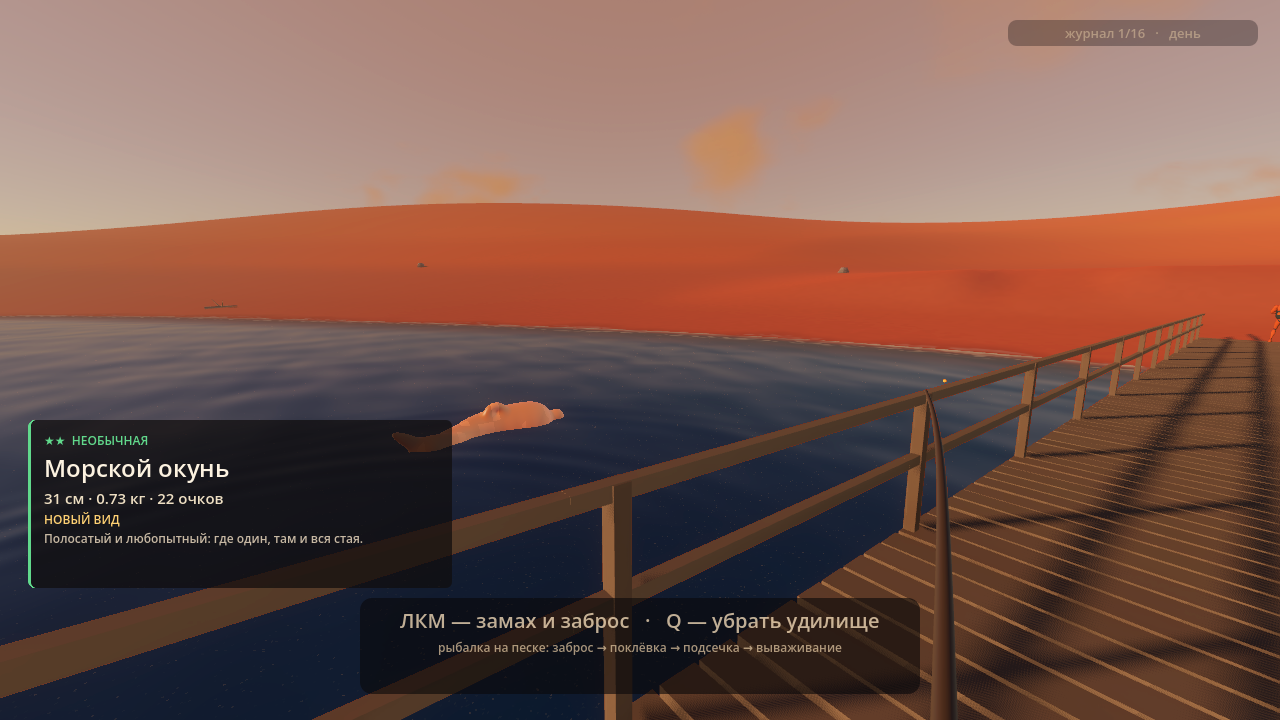 журнал 1/16 · день
★★ НЕОБЫЧНАЯ
Морской окунь
31 см · 0.73 кг · 22 очков
НОВЫЙ ВИД
Полосатый и любопытный: где один, там и вся стая.
ЛКМ — замах и заброс · Q — убрать удилище
рыбалка на песке: заброс → поклёвка → подсечка → вываживание